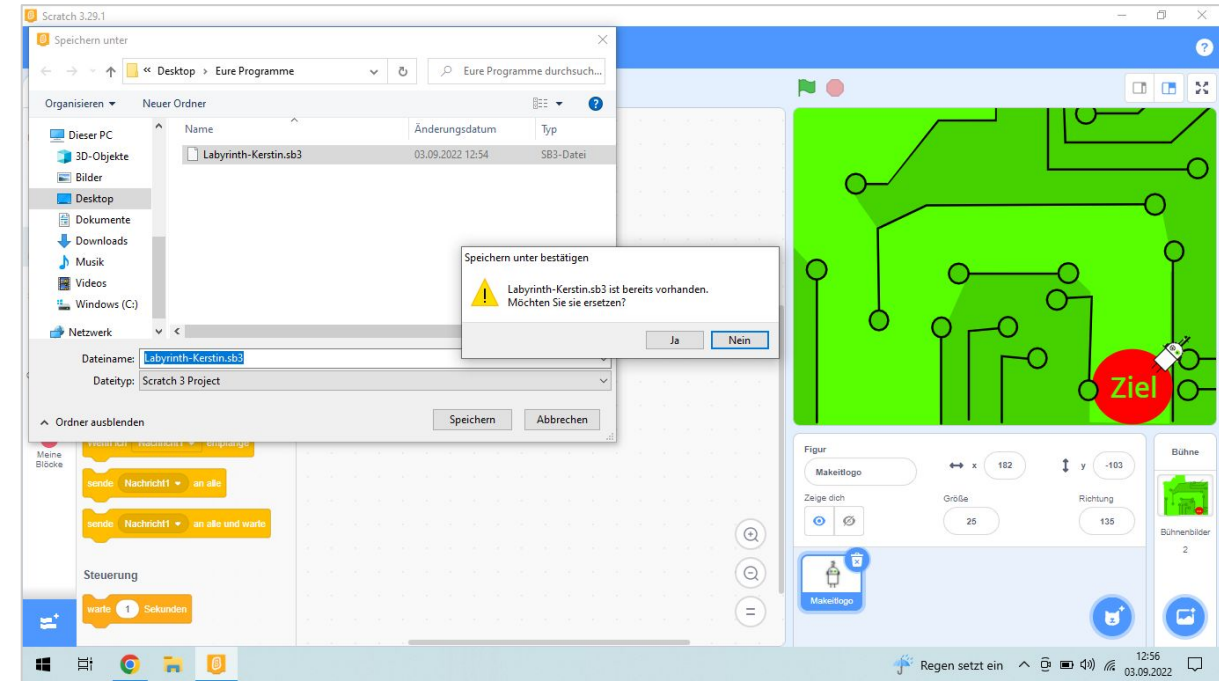 Scratch 3.29.1
Speichern unter
« Desktop > Eure Programme
Eure Programme durchsuch...
Organisieren
Neuer Ordner
Name
Änderungsdatum
Typ
Dieser PC
3D-Objekte
Bilder
Desktop
Dokumente
Downloads
Musik
Videos
Windows (C:)
Netzwerk
Labyrinth-Kerstin.sb3
03.09.2022 12:54
SB3-Datei
Speichern unter bestätigen
Labyrinth-Kerstin.sb3 ist bereits vorhanden.
Möchten Sie sie ersetzen?
Ja
Nein
Dateiname:
Labyrinth-Kerstin.sb3
Dateityp:
Scratch 3 Project
Ordner ausblenden
Speichern
Abbrechen
Meine
Blöcke
Wenn ich Nachricht1 empfange
sende Nachricht1 an alle
sende Nachricht1 an alle und warte
Steuerung
warte 1 Sekunden
Ziel
Figur
Makeitlogo
x 182
y -103
Zeige dich
Größe
25
Richtung
135
Makeitlogo
Bühne
Bühnenbilder
2
Regen setzt ein
12:56
03.09.2022